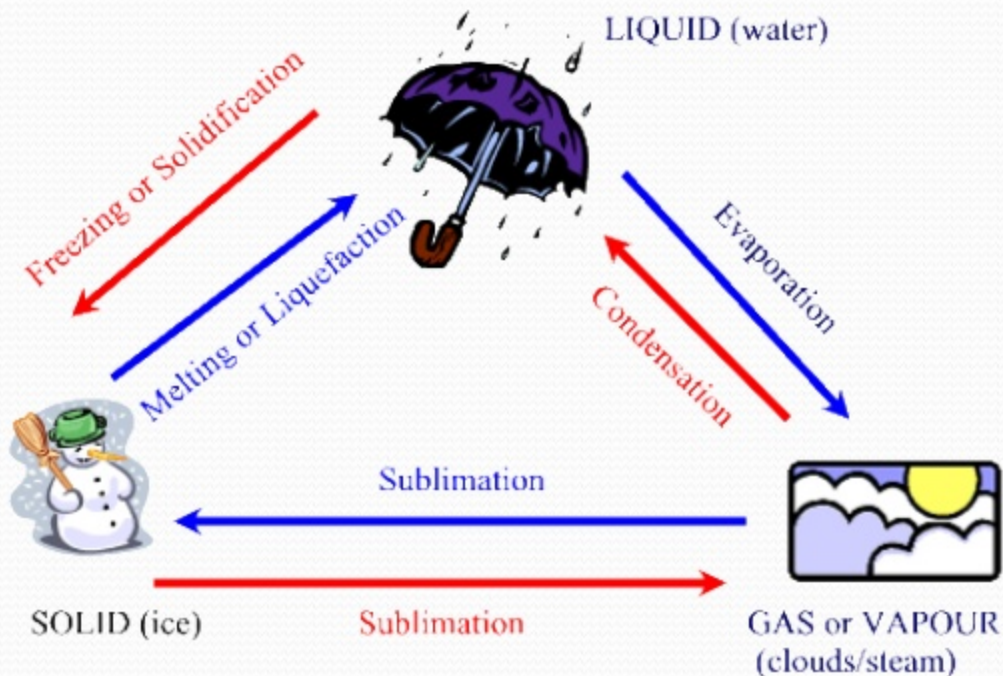 LIQUID (water)
Freezing or Solidification
Melting or Liquefaction
Evaporation
Condensation
Sublimation
Sublimation
SOLID (ice)
GAS or VAPOUR
(clouds/steam)